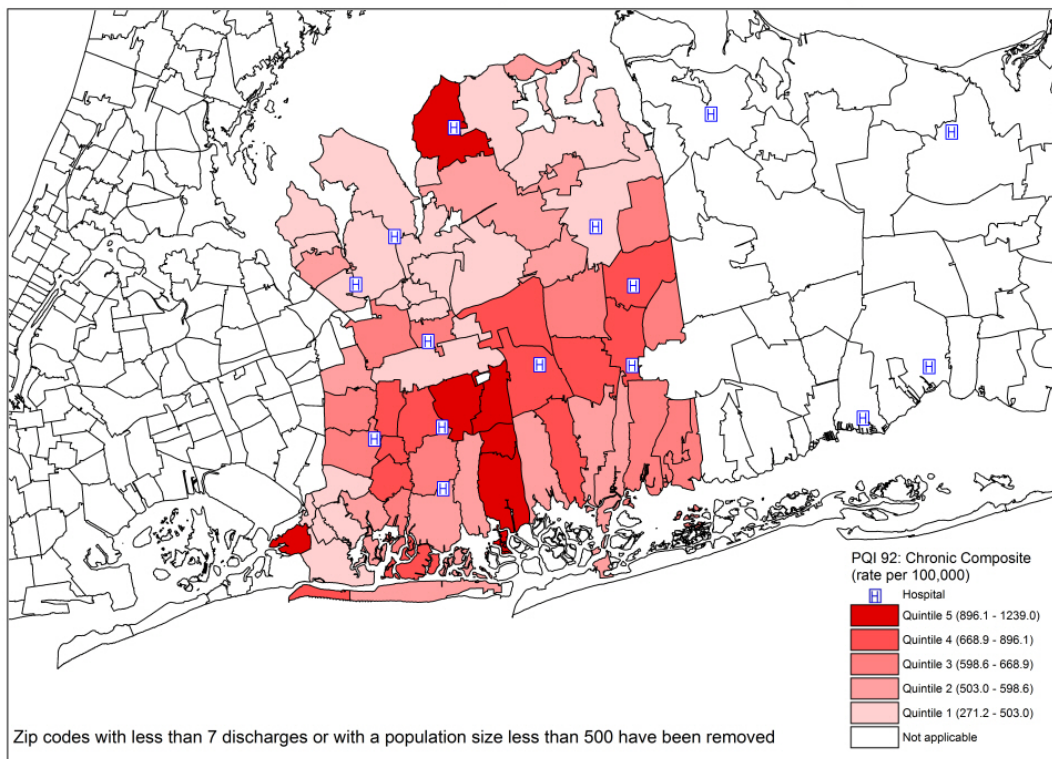 PQI 92: Chronic Composite
(rate per 100,000)
H Hospital
Quintile 5 (896.1 - 1239.0)
Quintile 4 (668.9 - 896.1)
Quintile 3 (598.6 - 668.9)
Quintile 2 (503.0 - 598.6)
Quintile 1 (271.2 - 503.0)
Not applicable
Zip codes with less than 7 discharges or with a population size less than 500 have been removed